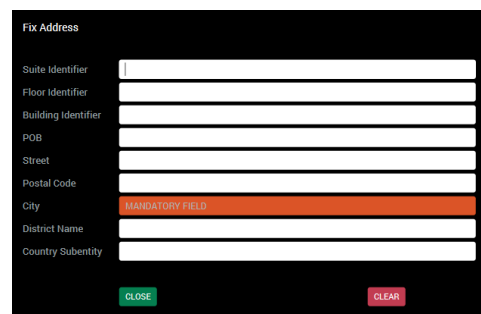 Fix Address
Suite Identifier
Floor Identifier
Building Identifier
POB
Street
Postal Code
City MANDATORY FIELD
District Name
Country Subentity
CLOSE CLEAR